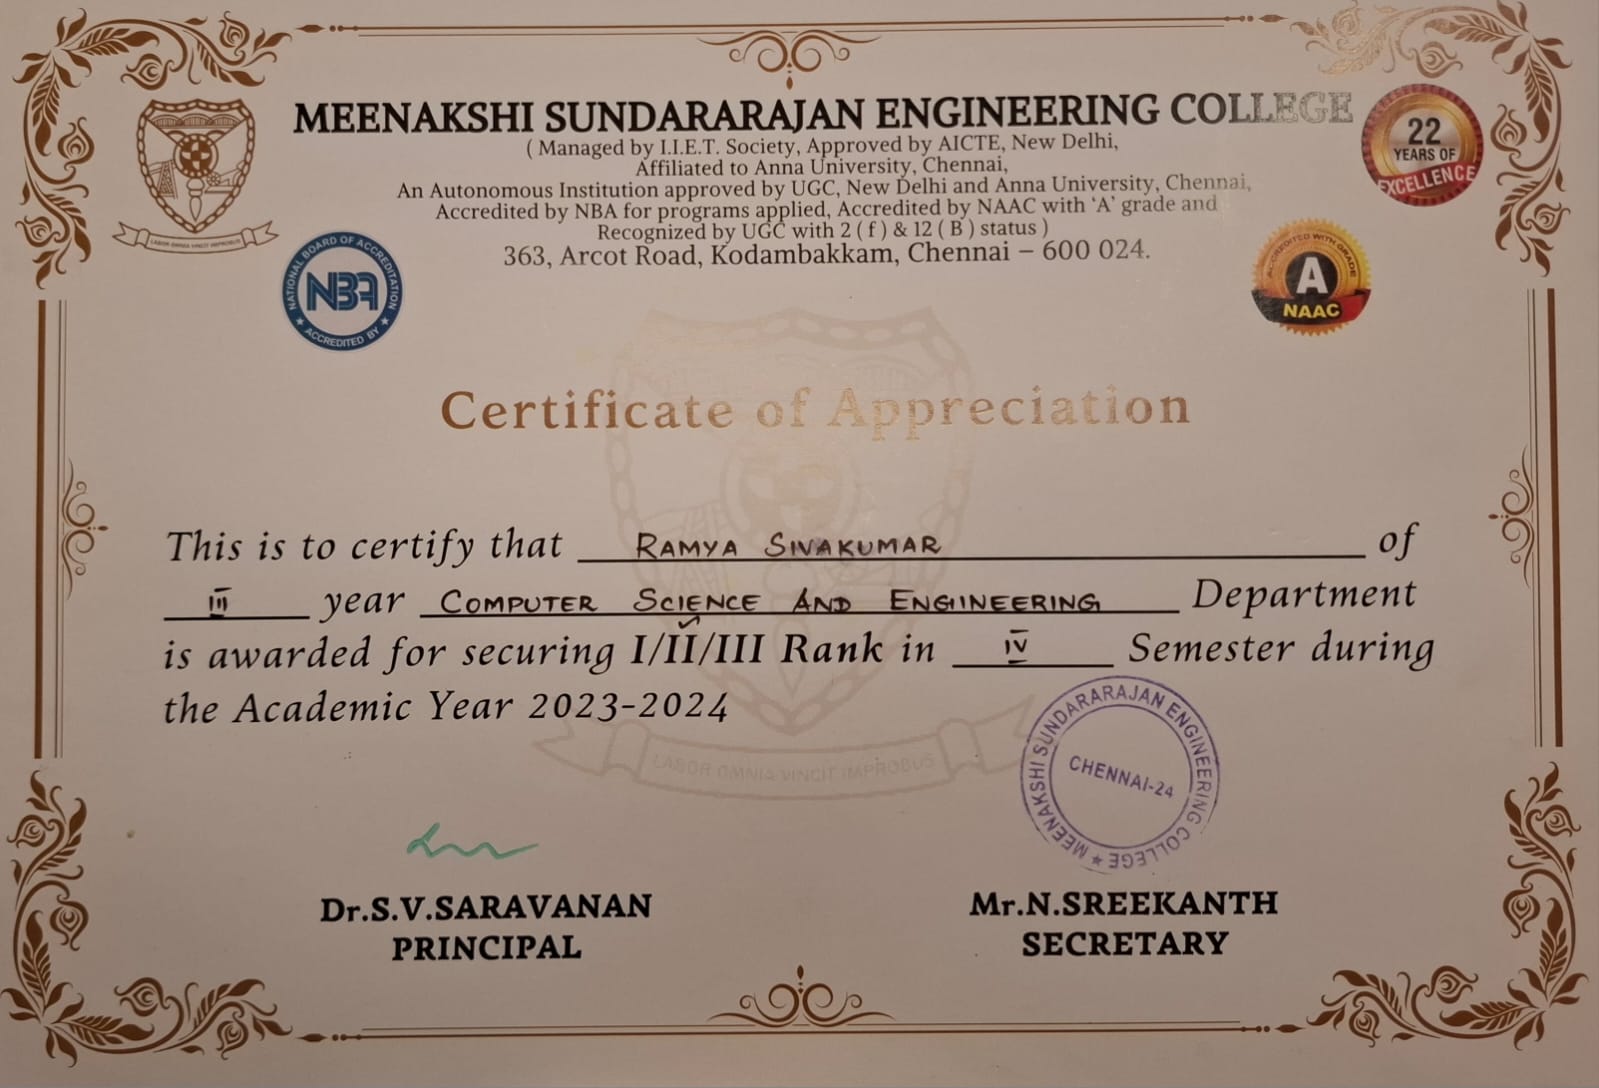 MEENAKSHI SUNDARARAJAN ENGINEERING COLLEGE
( Managed by I.I.E.T. Society, Approved by AICTE, New Delhi,
Affiliated to Anna University, Chennai,
An Autonomous Institution approved by UGC, New Delhi and Anna University, Chennai,
Accredited by NBA for programs applied, Accredited by NAAC with ‘A’ grade and
Recognized by UGC with 2 ( f ) & 12 ( B ) status )
363, Arcot Road, Kodambakkam, Chennai – 600 024.
LABOR OMNIA VINCIT IMPROBUS
22
YEARS OF
EXCELLENCE
NATIONAL BOARD OF ACCREDITATION
NBA
★ ACCREDITED BY ★
ACCREDITED WITH GRADE
A
NAAC
Certificate of Appreciation
This is to certify that RAMYA SIVAKUMAR of
III year COMPUTER SCIENCE AND ENGINEERING Department
is awarded for securing I/II/III Rank in IV Semester during
the Academic Year 2023-2024
LABOR OMNIA VINCIT IMPROBUS
MEENAKSHI SUNDARARAJAN ENGINEERING COLLEGE ★
CHENNAI-24
Dr.S.V.SARAVANAN
PRINCIPAL
Mr.N.SREEKANTH
SECRETARY